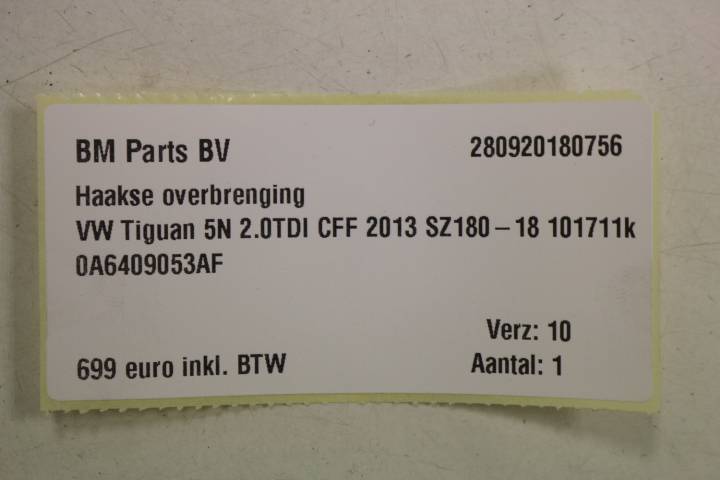 BM Parts BV 280920180756
Haakse overbrenging
VW Tiguan 5N 2.0TDI CFF 2013 SZ180-18 101711k
0A6409053AF
Verz: 10
699 euro inkl. BTW Aantal: 1